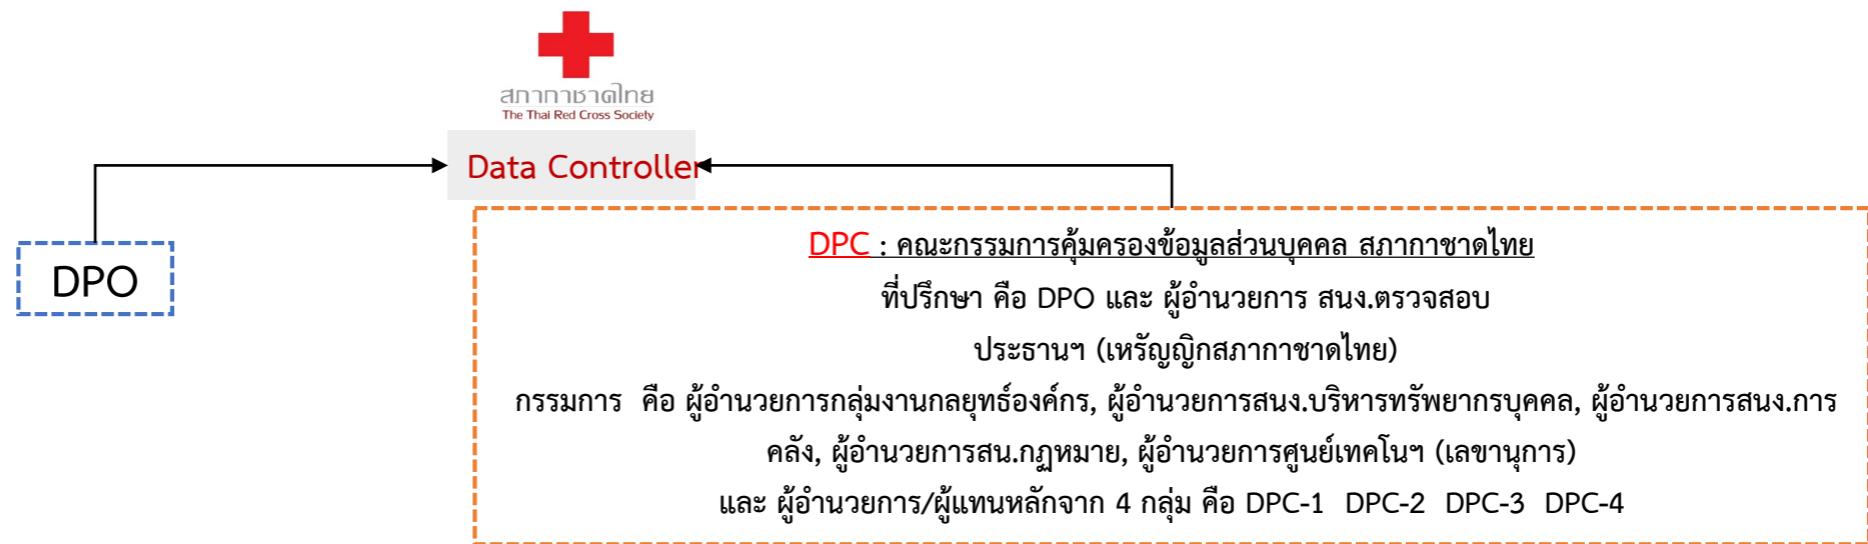 สภากาชาดไทย
The Thai Red Cross Society
Data Controller
DPO
DPC : คณะกรรมการคุ้มครองข้อมูลส่วนบุคคล สภากาชาดไทย
ที่ปรึกษา คือ DPO และ ผู้อำนวยการ สนง.ตรวจสอบ
ประธานฯ (เหรัญญิกสภากาชาดไทย)
กรรมการ คือ ผู้อำนวยการกลุ่มงานกลยุทธ์องค์กร, ผู้อำนวยการสนง.บริหารทรัพยากรบุคคล, ผู้อำนวยการสนง.การ
คลัง, ผู้อำนวยการสน.กฏหมาย, ผู้อำนวยการศูนย์เทคโนฯ (เลขานุการ)
และ ผู้อำนวยการ/ผู้แทนหลักจาก 4 กลุ่ม คือ DPC-1 DPC-2 DPC-3 DPC-4